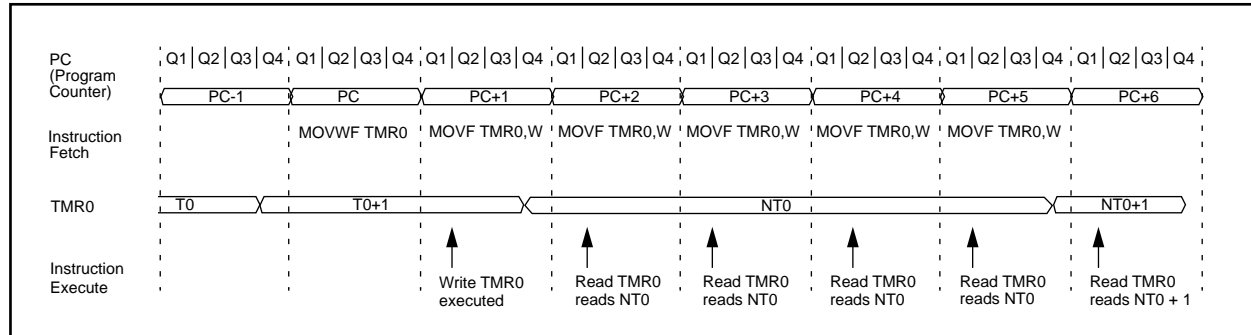 PC
(Program
Counter)
Q1 Q2 Q3 Q4 Q1 Q2 Q3 Q4 Q1 Q2 Q3 Q4 Q1 Q2 Q3 Q4 Q1 Q2 Q3 Q4 Q1 Q2 Q3 Q4 Q1 Q2 Q3 Q4 Q1 Q2 Q3 Q4
PC-1 PC PC+1 PC+2 PC+3 PC+4 PC+5 PC+6
Instruction
Fetch
MOVWF TMR0 MOVF TMR0,W MOVF TMR0,W MOVF TMR0,W MOVF TMR0,W MOVF TMR0,W
TMR0
T0 T0+1 NT0 NT0+1
Instruction
Execute
Write TMR0
executed
Read TMR0
reads NT0
Read TMR0
reads NT0
Read TMR0
reads NT0
Read TMR0
reads NT0
Read TMR0
reads NT0 + 1